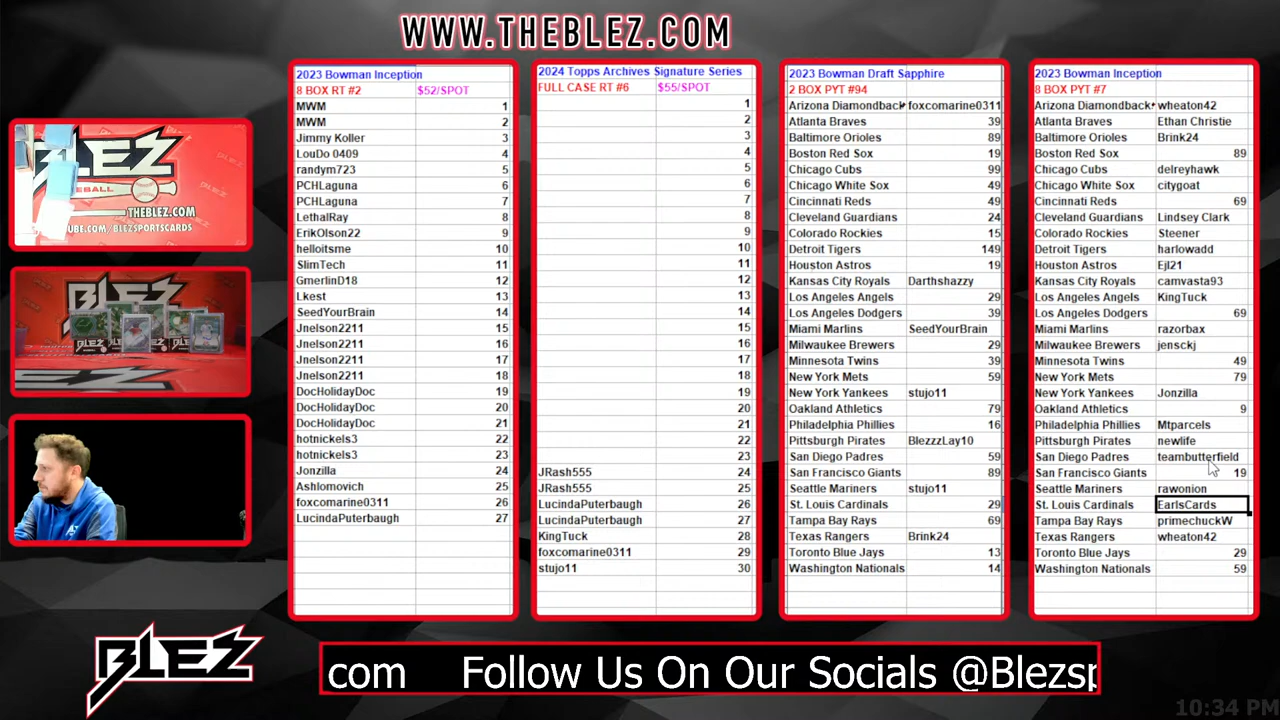 WWW.THEBLEZ.COM
BLEZ
BASEBALL
THEBLEZ.COM
UBE.COM/BLEZSPORTSCARDS
BLEZ
2023 Bowman Inception
8 BOX RT #2 $52/SPOT
MWM 1
MWM 2
Jimmy Koller 3
LouDo 0409 4
randym723 5
PCHLaguna 6
PCHLaguna 7
LethalRay 8
ErikOlson22 9
helloitsme 10
SlimTech 11
GmerlinD18 12
Lkest 13
SeedYourBrain 14
Jnelson2211 15
Jnelson2211 16
Jnelson2211 17
Jnelson2211 18
DocHolidayDoc 19
DocHolidayDoc 20
DocHolidayDoc 21
hotnickels3 22
hotnickels3 23
Jonzilla 24
Ashlomovich 25
foxcomarine0311 26
LucindaPuterbaugh 27
2024 Topps Archives Signature Series
FULL CASE RT #6 $55/SPOT
1
2
3
4
5
6
7
8
9
10
11
12
13
14
15
16
17
18
19
20
21
22
23
JRash555 24
JRash555 25
LucindaPuterbaugh 26
LucindaPuterbaugh 27
KingTuck 28
foxcomarine0311 29
stujo11 30
2023 Bowman Draft Sapphire
2 BOX PYT #94
Arizona Diamondback foxcomarine0311
Atlanta Braves 39
Baltimore Orioles 89
Boston Red Sox 19
Chicago Cubs 99
Chicago White Sox 49
Cincinnati Reds 49
Cleveland Guardians 24
Colorado Rockies 15
Detroit Tigers 149
Houston Astros 19
Kansas City Royals Darthshazzy
Los Angeles Angels 29
Los Angeles Dodgers 39
Miami Marlins SeedYourBrain
Milwaukee Brewers 29
Minnesota Twins 39
New York Mets 59
New York Yankees stujo11
Oakland Athletics 79
Philadelphia Phillies 16
Pittsburgh Pirates BlezzzLay10
San Diego Padres 59
San Francisco Giants 89
Seattle Mariners stujo11
St. Louis Cardinals 29
Tampa Bay Rays 69
Texas Rangers Brink24
Toronto Blue Jays 13
Washington Nationals 14
2023 Bowman Inception
8 BOX PYT #7
Arizona Diamondback wheaton42
Atlanta Braves Ethan Christie
Baltimore Orioles Brink24
Boston Red Sox 89
Chicago Cubs delreyhawk
Chicago White Sox citygoat
Cincinnati Reds 69
Cleveland Guardians Lindsey Clark
Colorado Rockies Steener
Detroit Tigers harlowadd
Houston Astros Ejl21
Kansas City Royals camvasta93
Los Angeles Angels KingTuck
Los Angeles Dodgers 69
Miami Marlins razorbax
Milwaukee Brewers jensckj
Minnesota Twins 49
New York Mets 79
New York Yankees Jonzilla
Oakland Athletics 9
Philadelphia Phillies Mtparcels
Pittsburgh Pirates newlife
San Diego Padres teambutterfield
San Francisco Giants 19
Seattle Mariners rawonion
St. Louis Cardinals EarlsCards
Tampa Bay Rays primechuckW
Texas Rangers wheaton42
Toronto Blue Jays 29
Washington Nationals 59
BLEZ
com Follow Us On Our Socials @Blezsp
10:34 PM